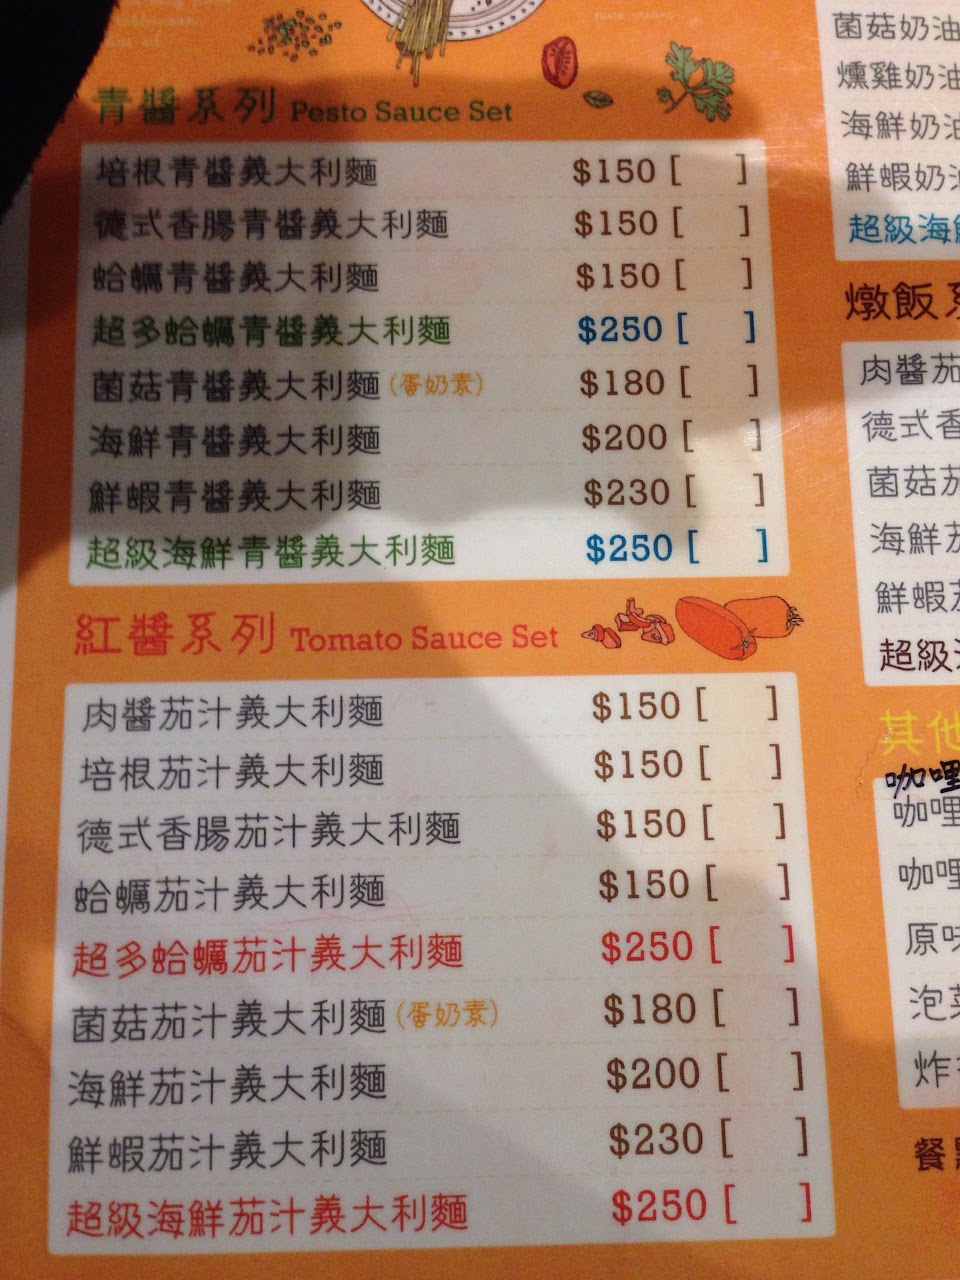 青醬系列 Pesto Sauce Set
培根青醬義大利麵 $150 [ ]
德式香腸青醬義大利麵 $150 [ ]
蛤蠣青醬義大利麵 $150 [ ]
超多蛤蠣青醬義大利麵 $250 [ ]
菌菇青醬義大利麵(蛋奶素) $180 [ ]
海鮮青醬義大利麵 $200 [ ]
鮮蝦青醬義大利麵 $230 [ ]
超級海鮮青醬義大利麵 $250 [ ]
紅醬系列 Tomato Sauce Set
肉醬茄汁義大利麵 $150 [ ]
培根茄汁義大利麵 $150 [ ]
德式香腸茄汁義大利麵 $150 [ ]
蛤蠣茄汁義大利麵 $150 [ ]
超多蛤蠣茄汁義大利麵 $250 [ ]
菌菇茄汁義大利麵(蛋奶素) $180 [ ]
海鮮茄汁義大利麵 $200 [ ]
鮮蝦茄汁義大利麵 $230 [ ]
超級海鮮茄汁義大利麵 $250 [ ]
菌菇奶油
燻雞奶油
海鮮奶油
鮮蝦奶油
超級海鮮
燉飯系
肉醬茄
德式香
菌菇茄
海鮮茄
鮮蝦茄
超級海
其他
咖哩
咖哩
咖哩
原味
泡菜
炸
餐點